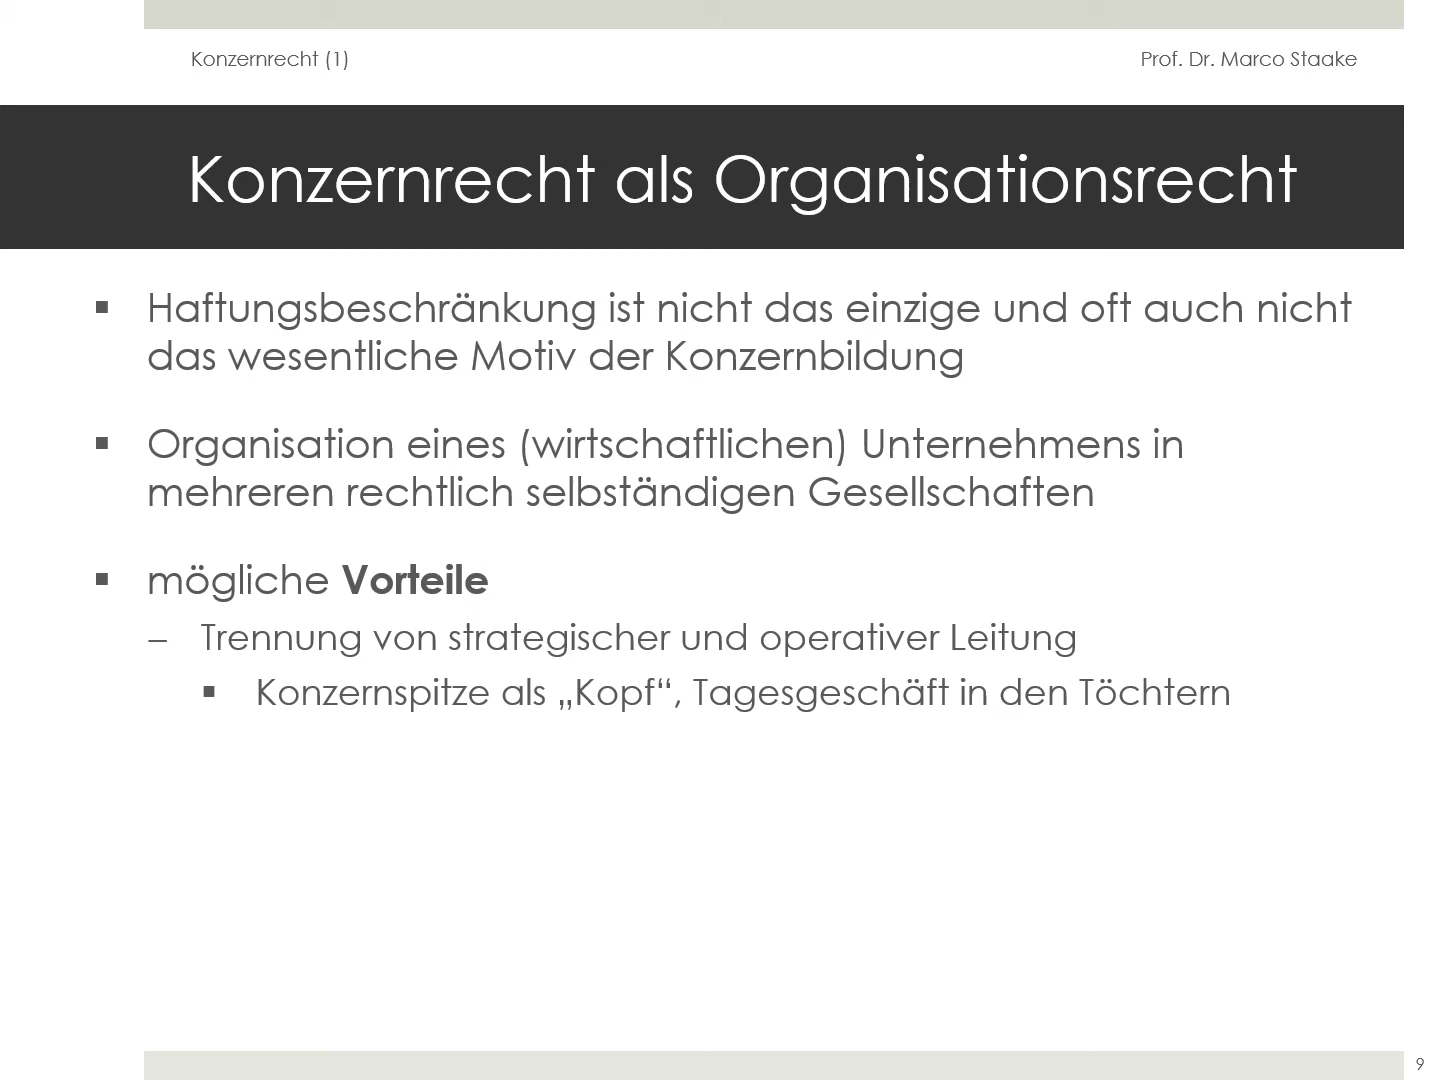 Konzernrecht (1)
Prof. Dr. Marco Staake
Konzernrecht als Organisationsrecht
▪ Haftungsbeschränkung ist nicht das einzige und oft auch nicht
das wesentliche Motiv der Konzernbildung
▪ Organisation eines (wirtschaftlichen) Unternehmens in
mehreren rechtlich selbständigen Gesellschaften
▪ mögliche Vorteile
– Trennung von strategischer und operativer Leitung
▪ Konzernspitze als „Kopf“, Tagesgeschäft in den Töchtern
9